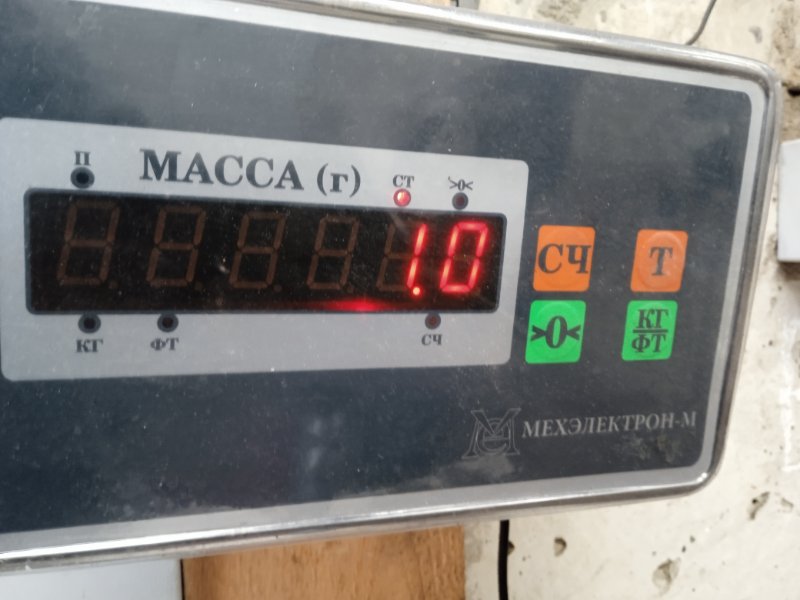 П
МАССА (г)
СТ
>0<
1.0
КГ
ФТ
СЧ
СЧ
Т
>0<
КГ
ФТ
МЕХЭЛЕКТРОН-М